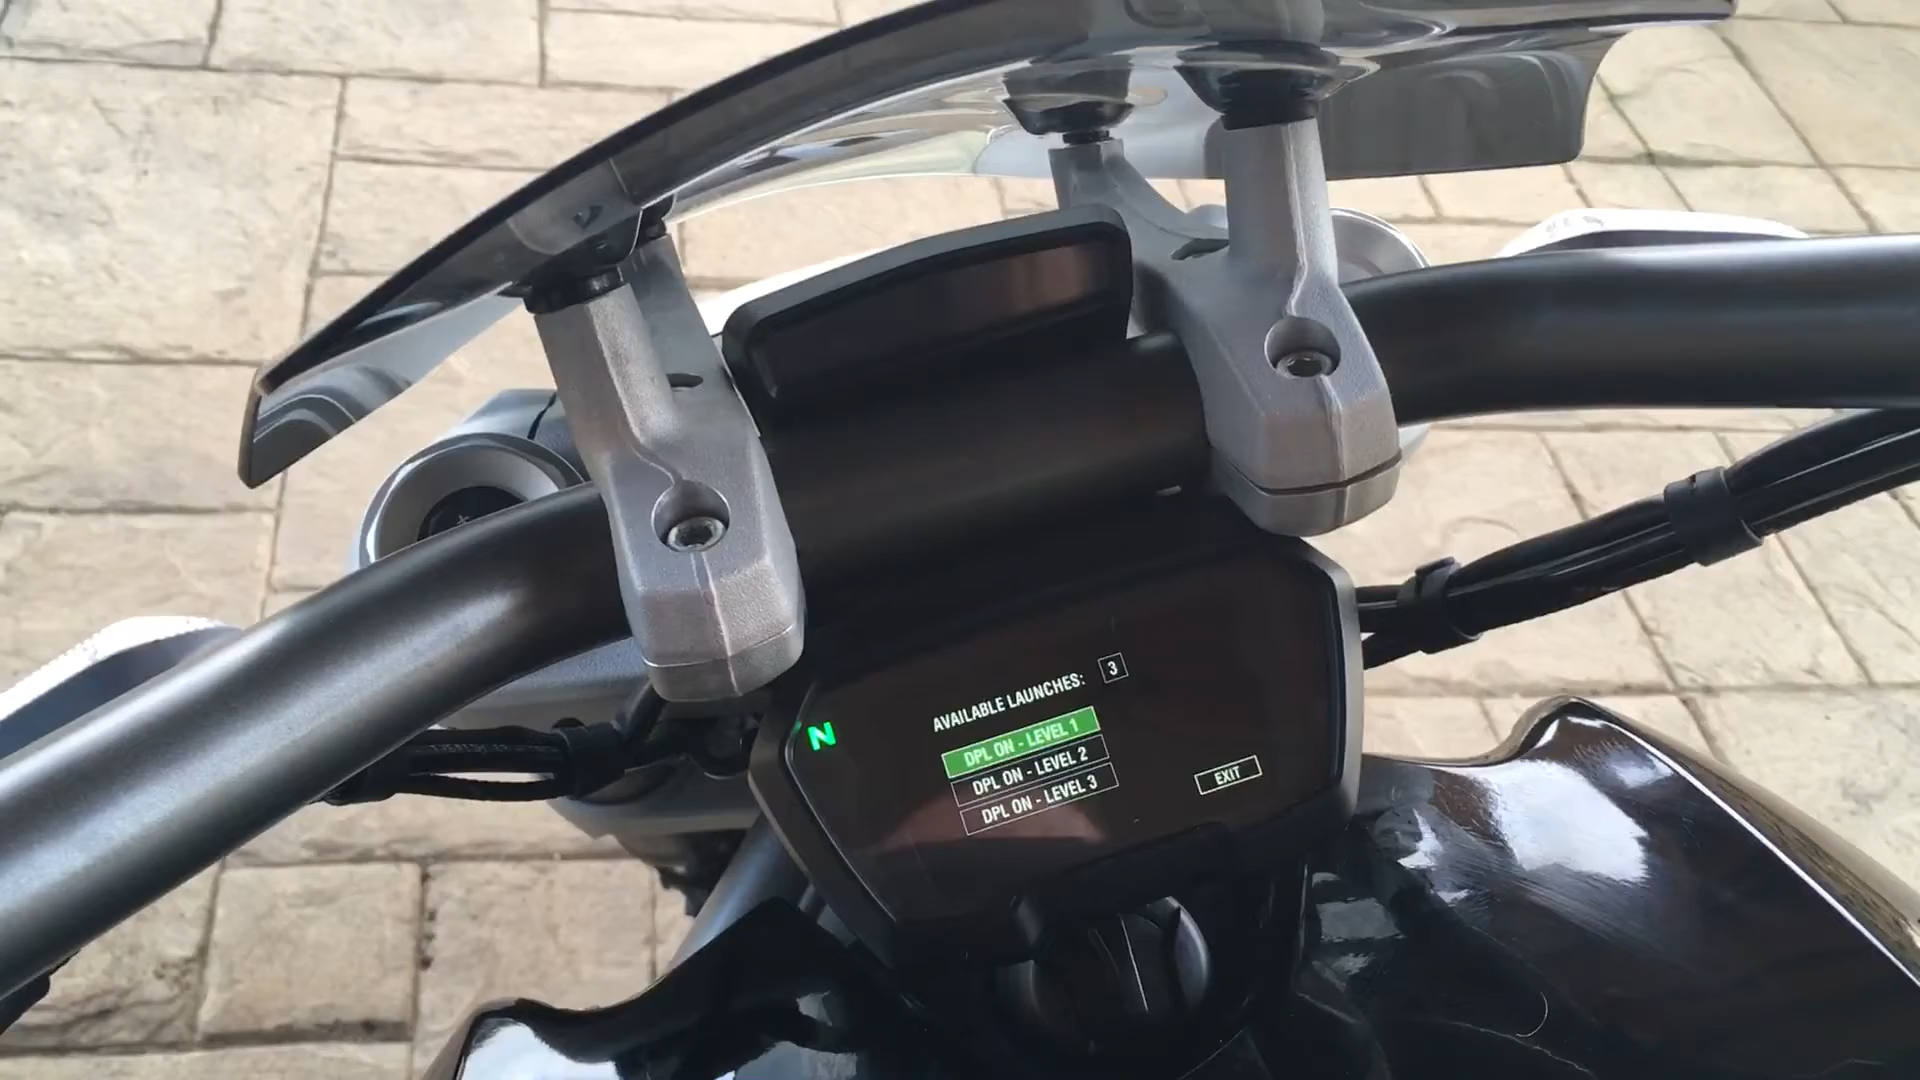 AVAILABLE LAUNCHES: 3
N
DPL ON - LEVEL 1
DPL ON - LEVEL 2
DPL ON - LEVEL 3
EXIT